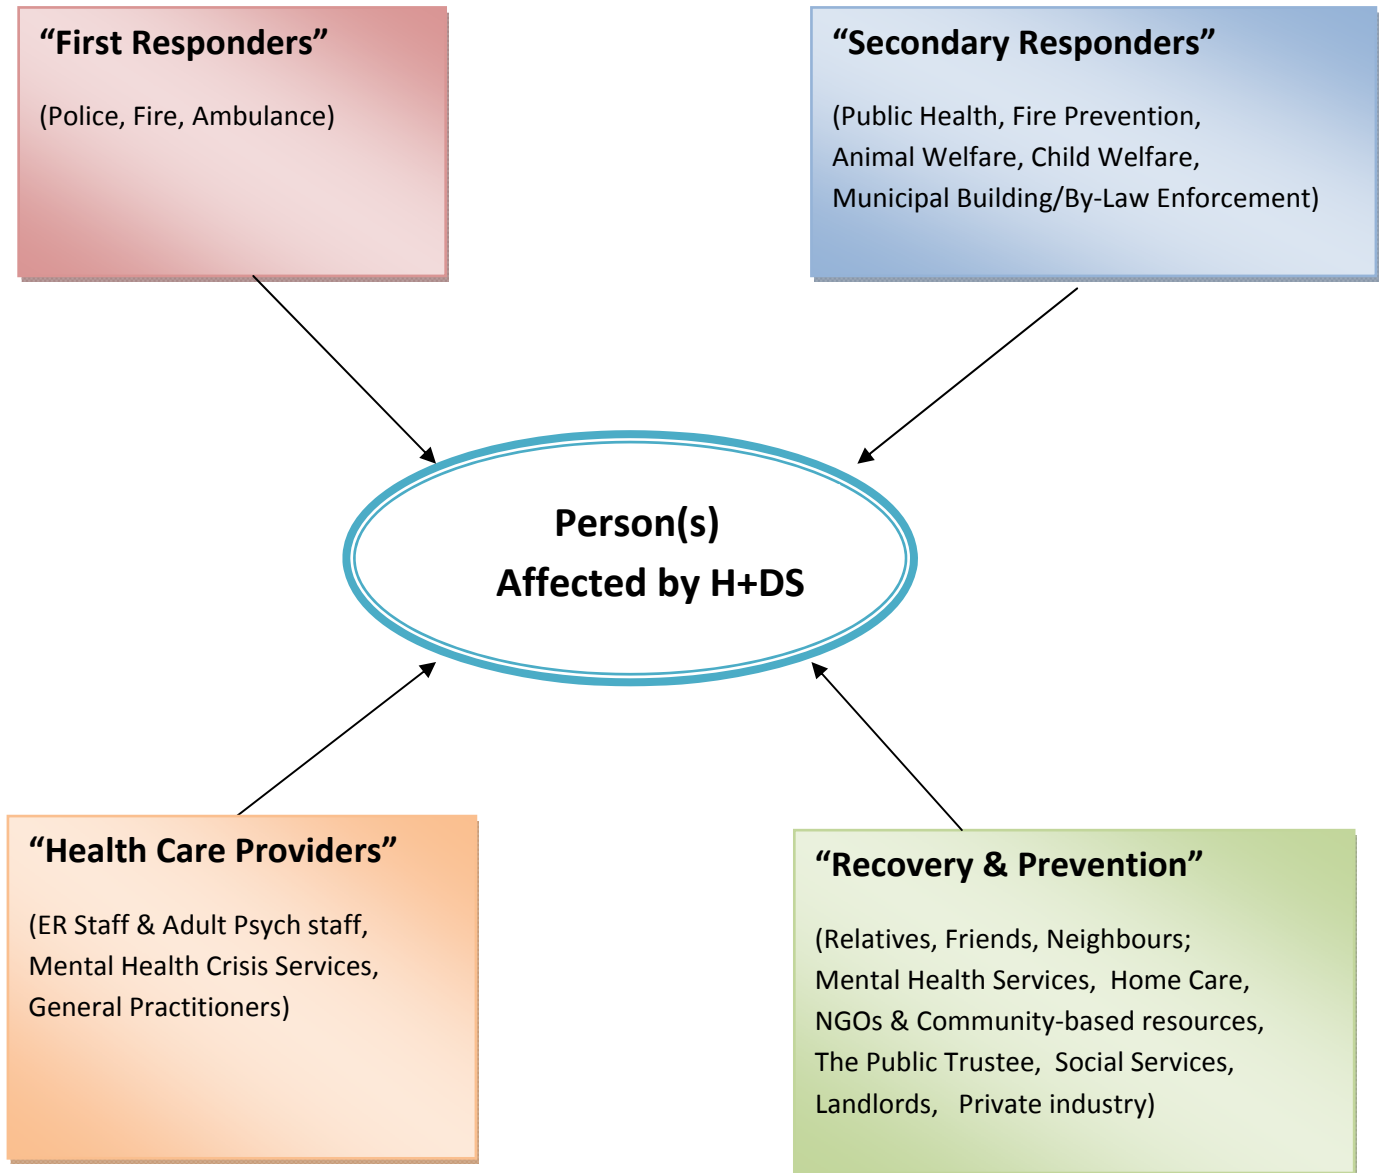 “First Responders”
(Police, Fire, Ambulance)
“Secondary Responders”
(Public Health, Fire Prevention,
Animal Welfare, Child Welfare,
Municipal Building/By-Law Enforcement)
Person(s)
Affected by H+DS
“Health Care Providers”
(ER Staff & Adult Psych staff,
Mental Health Crisis Services,
General Practitioners)
“Recovery & Prevention”
(Relatives, Friends, Neighbours;
Mental Health Services, Home Care,
NGOs & Community-based resources,
The Public Trustee, Social Services,
Landlords, Private industry)